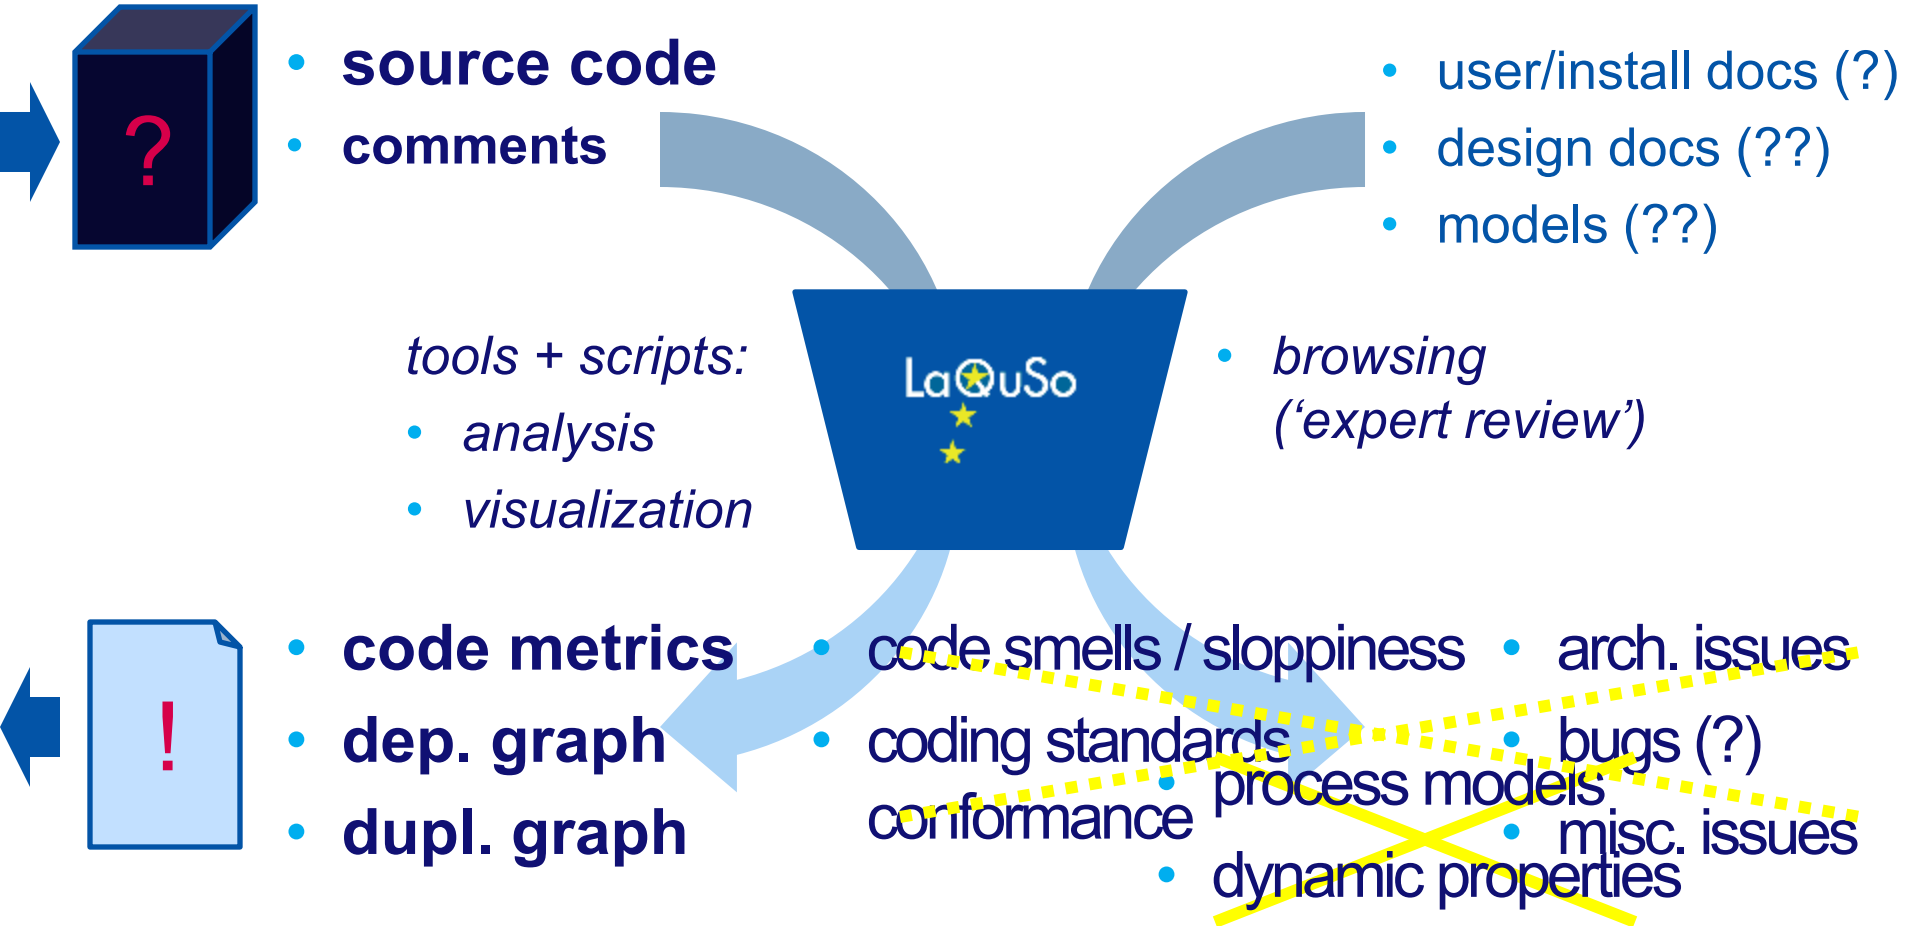 ?
• source code
• comments
• user/install docs (?)
• design docs (??)
• models (??)
tools + scripts:
• analysis
• visualization
LaQuSo
• browsing
(‘expert review’)
!
• code metrics
• dep. graph
• dupl. graph
• code smells / sloppiness
• coding standards
conformance
• process models
• dynamic properties
• arch. issues
• bugs (?)
• misc. issues